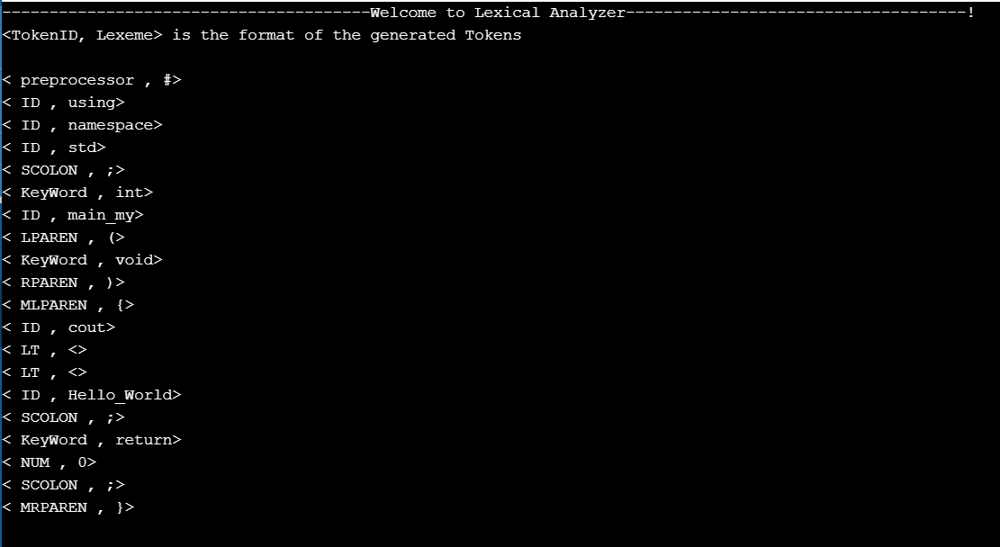 ---------------------------------------Welcome to Lexical Analyzer------------------------------------!
<TokenID, Lexeme> is the format of the generated Tokens
< preprocessor , #>
< ID , using>
< ID , namespace>
< ID , std>
< SCOLON , ;>
< KeyWord , int>
< ID , main_my>
< LPAREN , (>
< KeyWord , void>
< RPAREN , )>
< MLPAREN , {>
< ID , cout>
< LT , <>
< LT , <>
< ID , Hello_World>
< SCOLON , ;>
< KeyWord , return>
< NUM , 0>
< SCOLON , ;>
< MRPAREN , }>